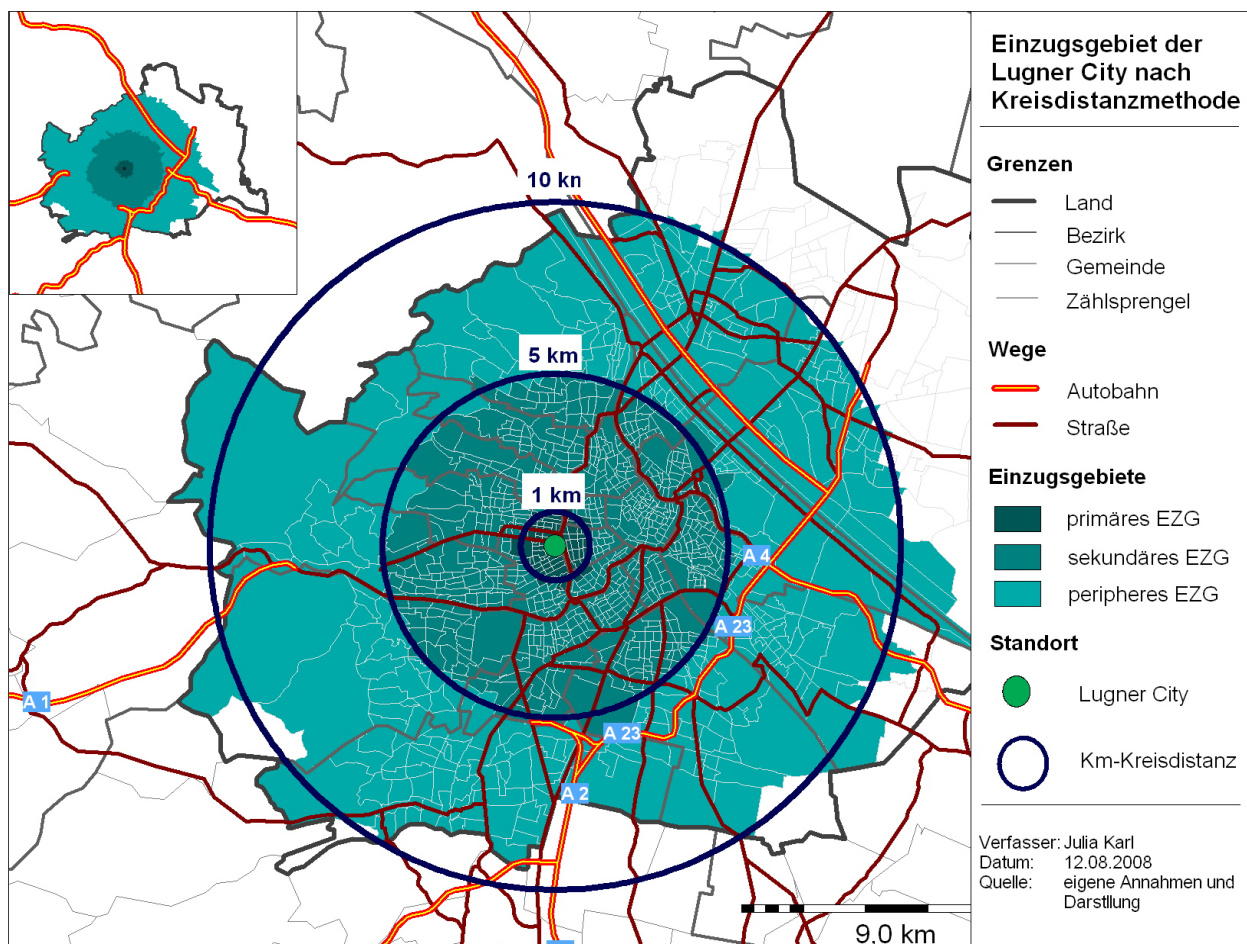 Einzugsgebiet der
Lugner City nach
Kreisdistanzmethode
Grenzen
Land
Bezirk
Gemeinde
Zählsprengel
Wege
Autobahn
Straße
Einzugsgebiete
primäres EZG
sekundäres EZG
peripheres EZG
Standort
Lugner City
Km-Kreisdistanz
Verfasser: Julia Karl
Datum: 12.08.2008
Quelle: eigene Annahmen und
Darstllung
10 kn
5 km
1 km
A 4
A 23
A 1
A 23
A 2
9,0 km